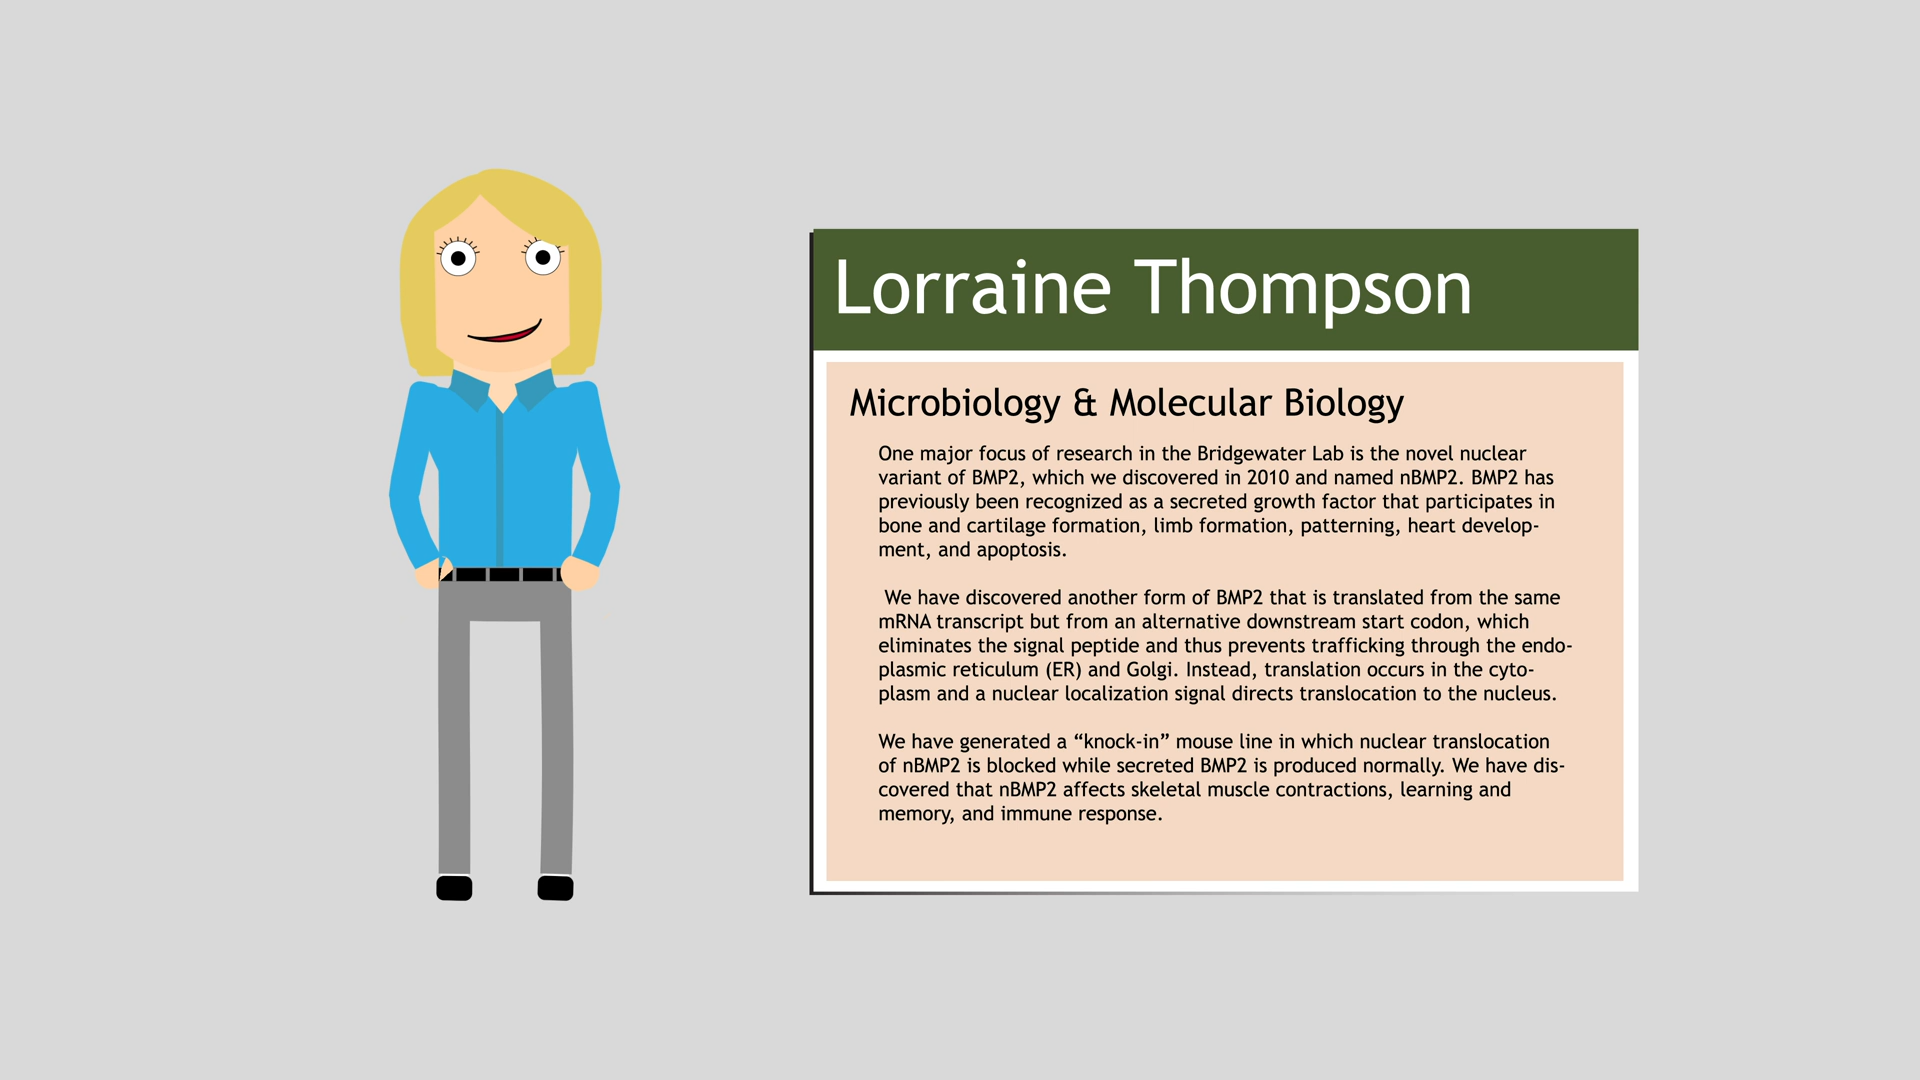 Lorraine Thompson
Microbiology & Molecular Biology
One major focus of research in the Bridgewater Lab is the novel nuclear
variant of BMP2, which we discovered in 2010 and named nBMP2. BMP2 has
previously been recognized as a secreted growth factor that participates in
bone and cartilage formation, limb formation, patterning, heart develop-
ment, and apoptosis.
We have discovered another form of BMP2 that is translated from the same
mRNA transcript but from an alternative downstream start codon, which
eliminates the signal peptide and thus prevents trafficking through the endo-
plasmic reticulum (ER) and Golgi. Instead, translation occurs in the cyto-
plasm and a nuclear localization signal directs translocation to the nucleus.
We have generated a “knock-in” mouse line in which nuclear translocation
of nBMP2 is blocked while secreted BMP2 is produced normally. We have dis-
covered that nBMP2 affects skeletal muscle contractions, learning and
memory, and immune response.